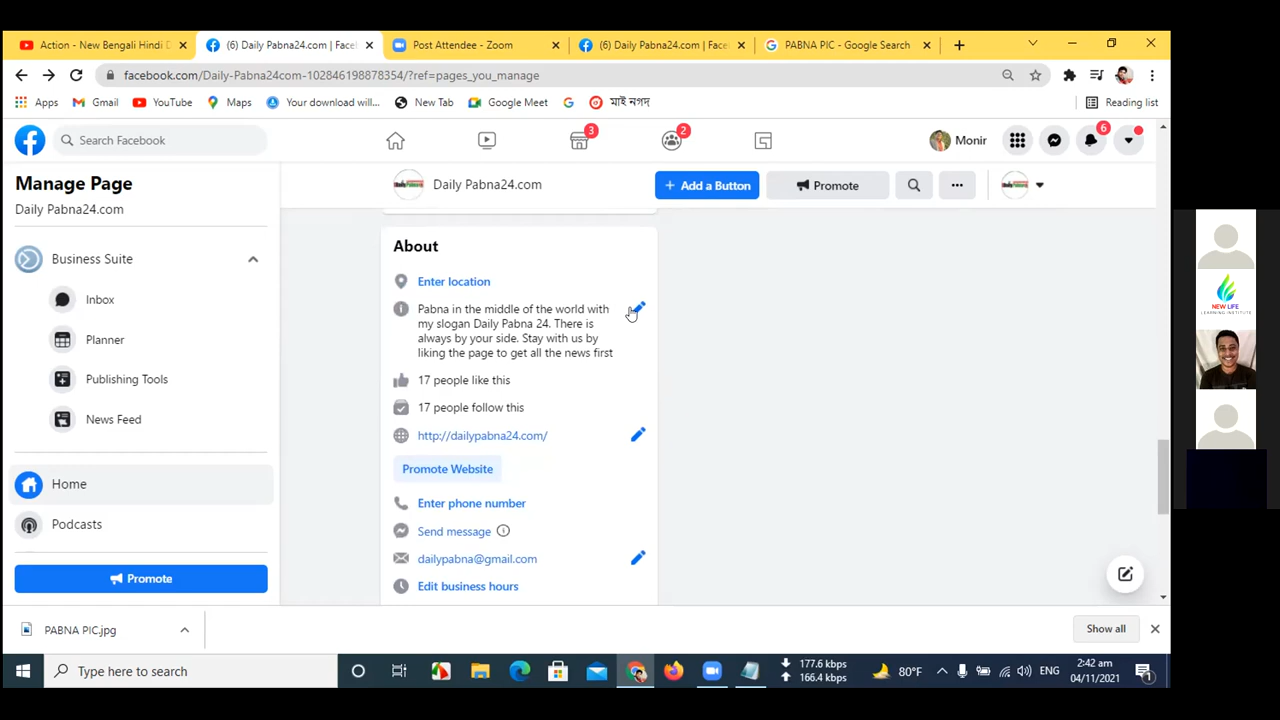 Action - New Bengali Hindi D
(6) Daily Pabna24.com | Face
Post Attendee - Zoom
(6) Daily Pabna24.com | Face
PABNA PIC - Google Search
facebook.com/Daily-Pabna24com-102846198878354/?ref=pages_you_manage
Apps
Gmail
YouTube
Maps
Your download will...
New Tab
Google Meet
মাই নগদ
Reading list
Search Facebook
3
2
Monir
6
Manage Page
Daily Pabna24.com
Daily Pabna24.com
+ Add a Button
Promote
Business Suite
Inbox
Planner
Publishing Tools
News Feed
Home
Podcasts
Promote
About
Enter location
Pabna in the middle of the world with
my slogan Daily Pabna 24. There is
always by your side. Stay with us by
liking the page to get all the news first
17 people like this
17 people follow this
http://dailypabna24.com/
Promote Website
Enter phone number
Send message
dailypabna@gmail.com
Edit business hours
NEW LIFE
LEARNING INSTITUTE
PABNA PIC.jpg
Show all
Type here to search
177.6 kbps
166.4 kbps
80°F
ENG
2:42 am
04/11/2021
1